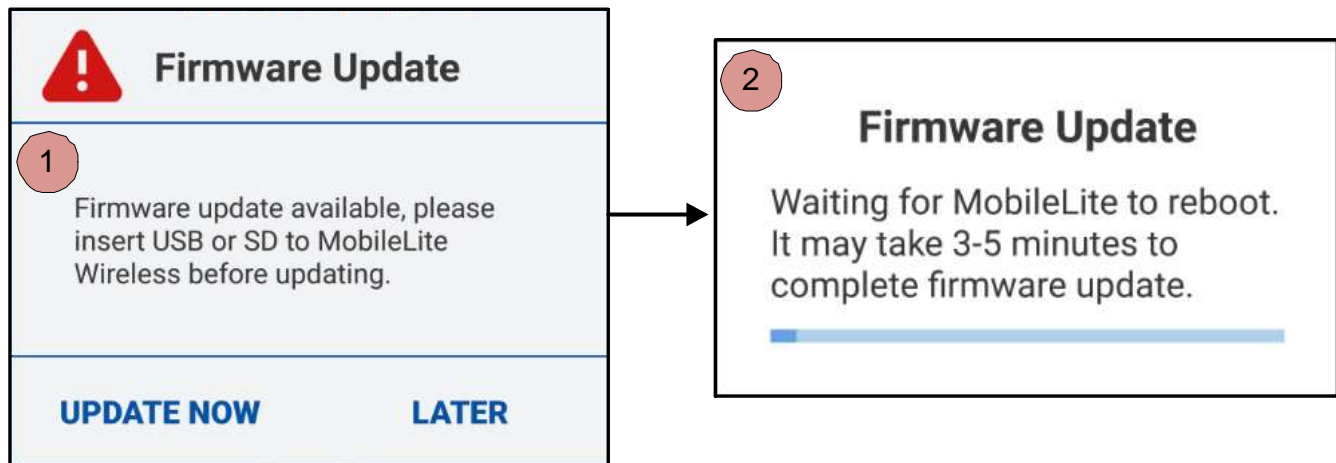 Firmware Update
1
Firmware update available, please
insert USB or SD to MobileLite
Wireless before updating.
UPDATE NOW LATER
2
Firmware Update
Waiting for MobileLite to reboot.
It may take 3-5 minutes to
complete firmware update.